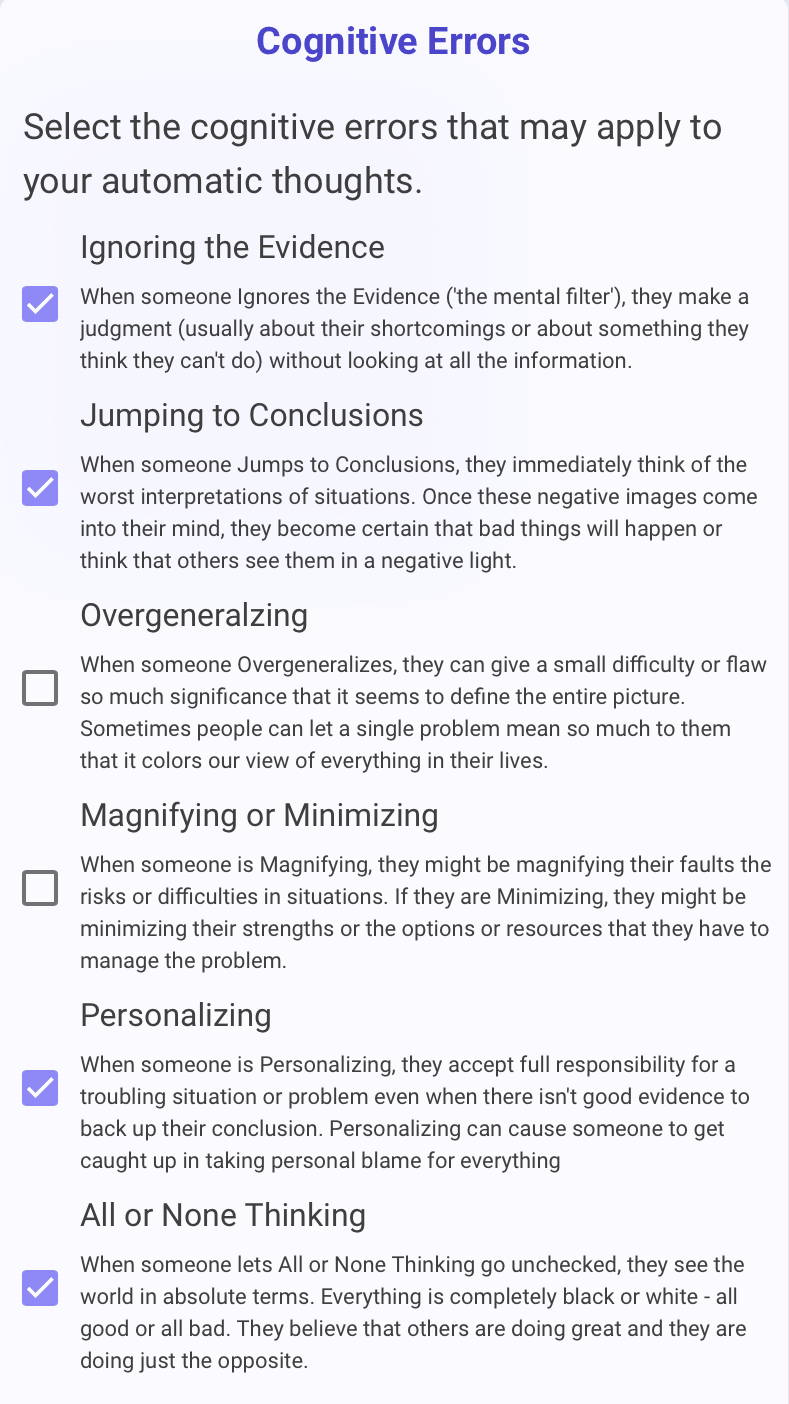 Cognitive Errors
Select the cognitive errors that may apply to
your automatic thoughts.
Ignoring the Evidence
When someone Ignores the Evidence ('the mental filter'), they make a
judgment (usually about their shortcomings or about something they
think they can't do) without looking at all the information.
Jumping to Conclusions
When someone Jumps to Conclusions, they immediately think of the
worst interpretations of situations. Once these negative images come
into their mind, they become certain that bad things will happen or
think that others see them in a negative light.
Overgeneralzing
When someone Overgeneralizes, they can give a small difficulty or flaw
so much significance that it seems to define the entire picture.
Sometimes people can let a single problem mean so much to them
that it colors our view of everything in their lives.
Magnifying or Minimizing
When someone is Magnifying, they might be magnifying their faults the
risks or difficulties in situations. If they are Minimizing, they might be
minimizing their strengths or the options or resources that they have to
manage the problem.
Personalizing
When someone is Personalizing, they accept full responsibility for a
troubling situation or problem even when there isn't good evidence to
back up their conclusion. Personalizing can cause someone to get
caught up in taking personal blame for everything
All or None Thinking
When someone lets All or None Thinking go unchecked, they see the
world in absolute terms. Everything is completely black or white - all
good or all bad. They believe that others are doing great and they are
doing just the opposite.